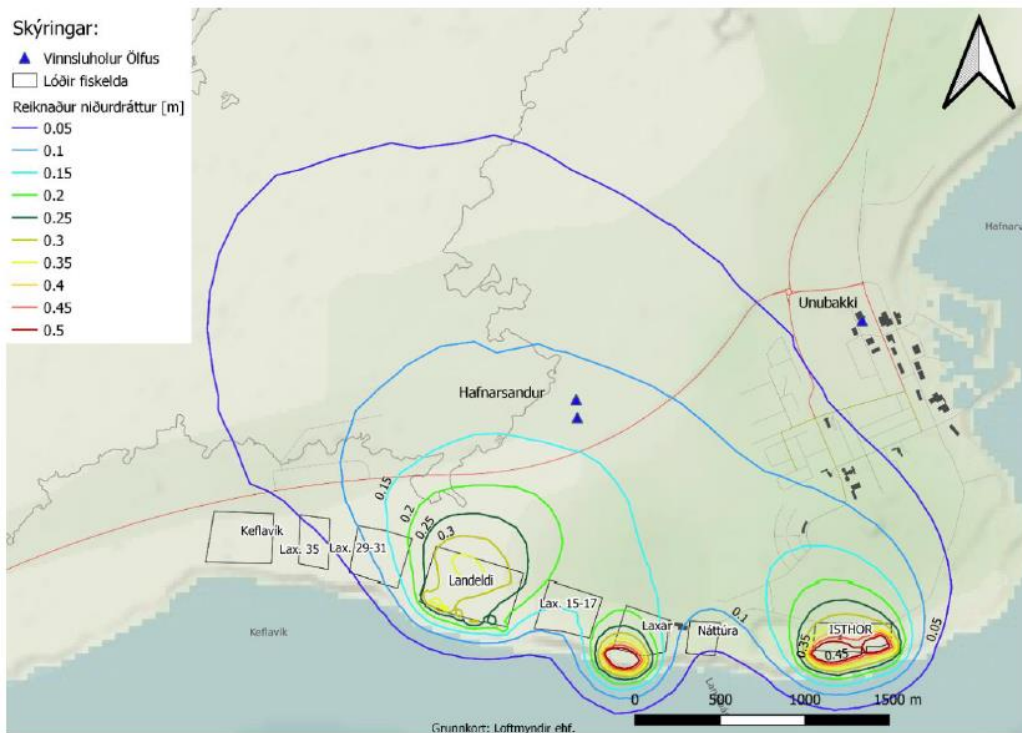 Skýringar:
Vinnsluholur Ölfus
Lóðir fiskelda
Reiknaður niðurdráttur [m]
0.05
0.1
0.15
0.2
0.25
0.3
0.35
0.4
0.45
0.5
Unubakki
Hafnarsandur
0.15
0.2
0.25
0.3
Keflavík
Lax. 35
Lax. 29-31
Landeldi
Lax. 15-17
Laxar
Náttúra
0.1
ISTHOR
0.35
0.45
0.05
Keflavík
0
500
1000
1500 m
Grunnkort: Loftmyndir ehf.